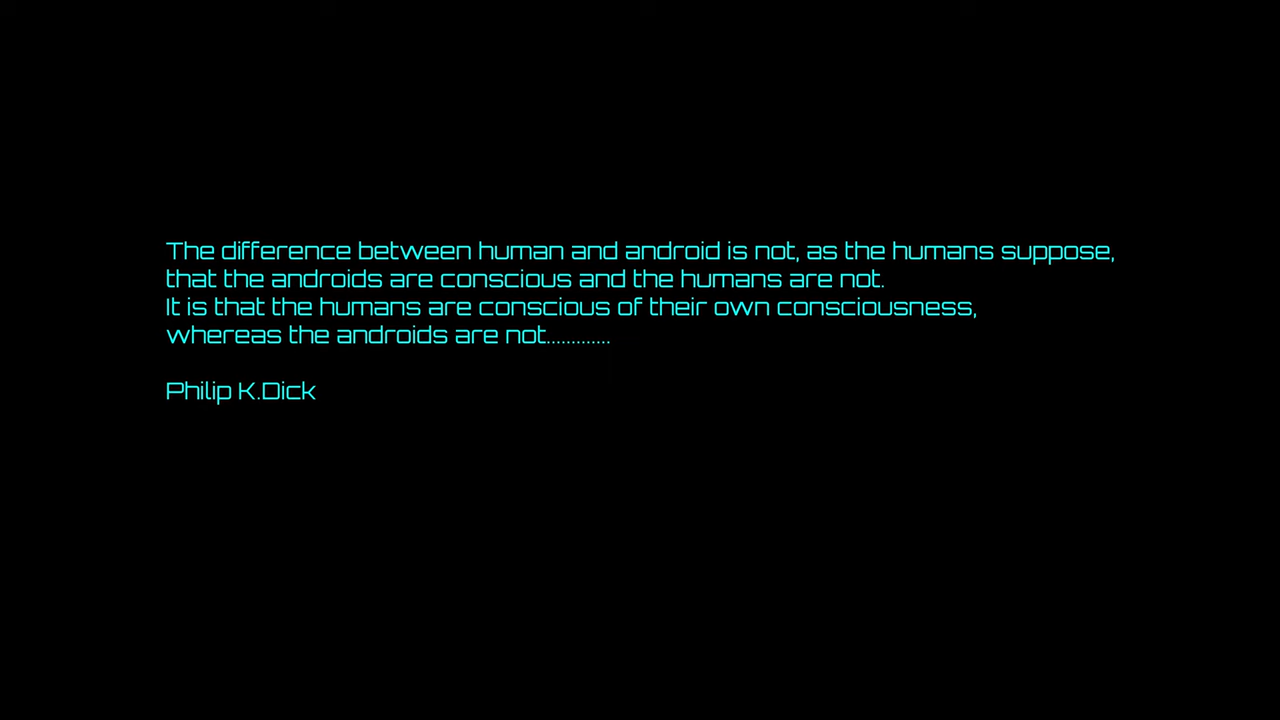 The difference between human and android is not, as the humans suppose,
that the androids are conscious and the humans are not.
It is that the humans are conscious of their own consciousness,
whereas the androids are not.............
Philip K.Dick